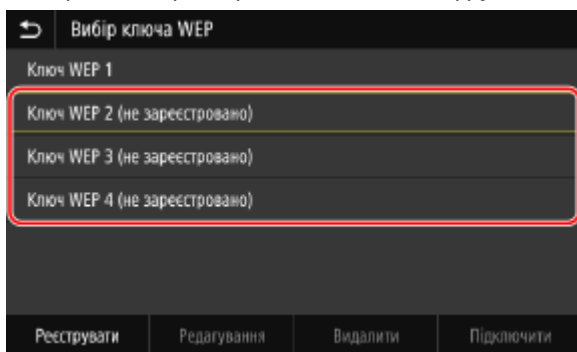 Вибір ключа WEP
Ключ WEP 1
Ключ WEP 2 (не зареєстровано)
Ключ WEP 3 (не зареєстровано)
Ключ WEP 4 (не зареєстровано)
Реєструвати Редагування Видалити Підключити